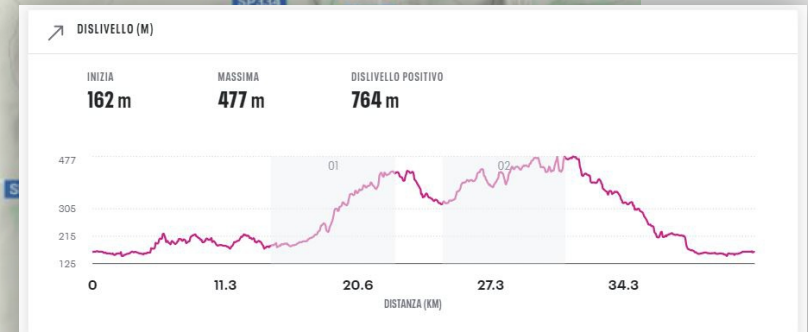 SP334
DISLIVELLO (M)
INIZIA MASSIMA DISLIVELLO POSITIVO
162 m 477 m 764 m
01 02
477
305
215
125
0 11.3 20.6 27.3 34.3
DISTANZA (KM)
S